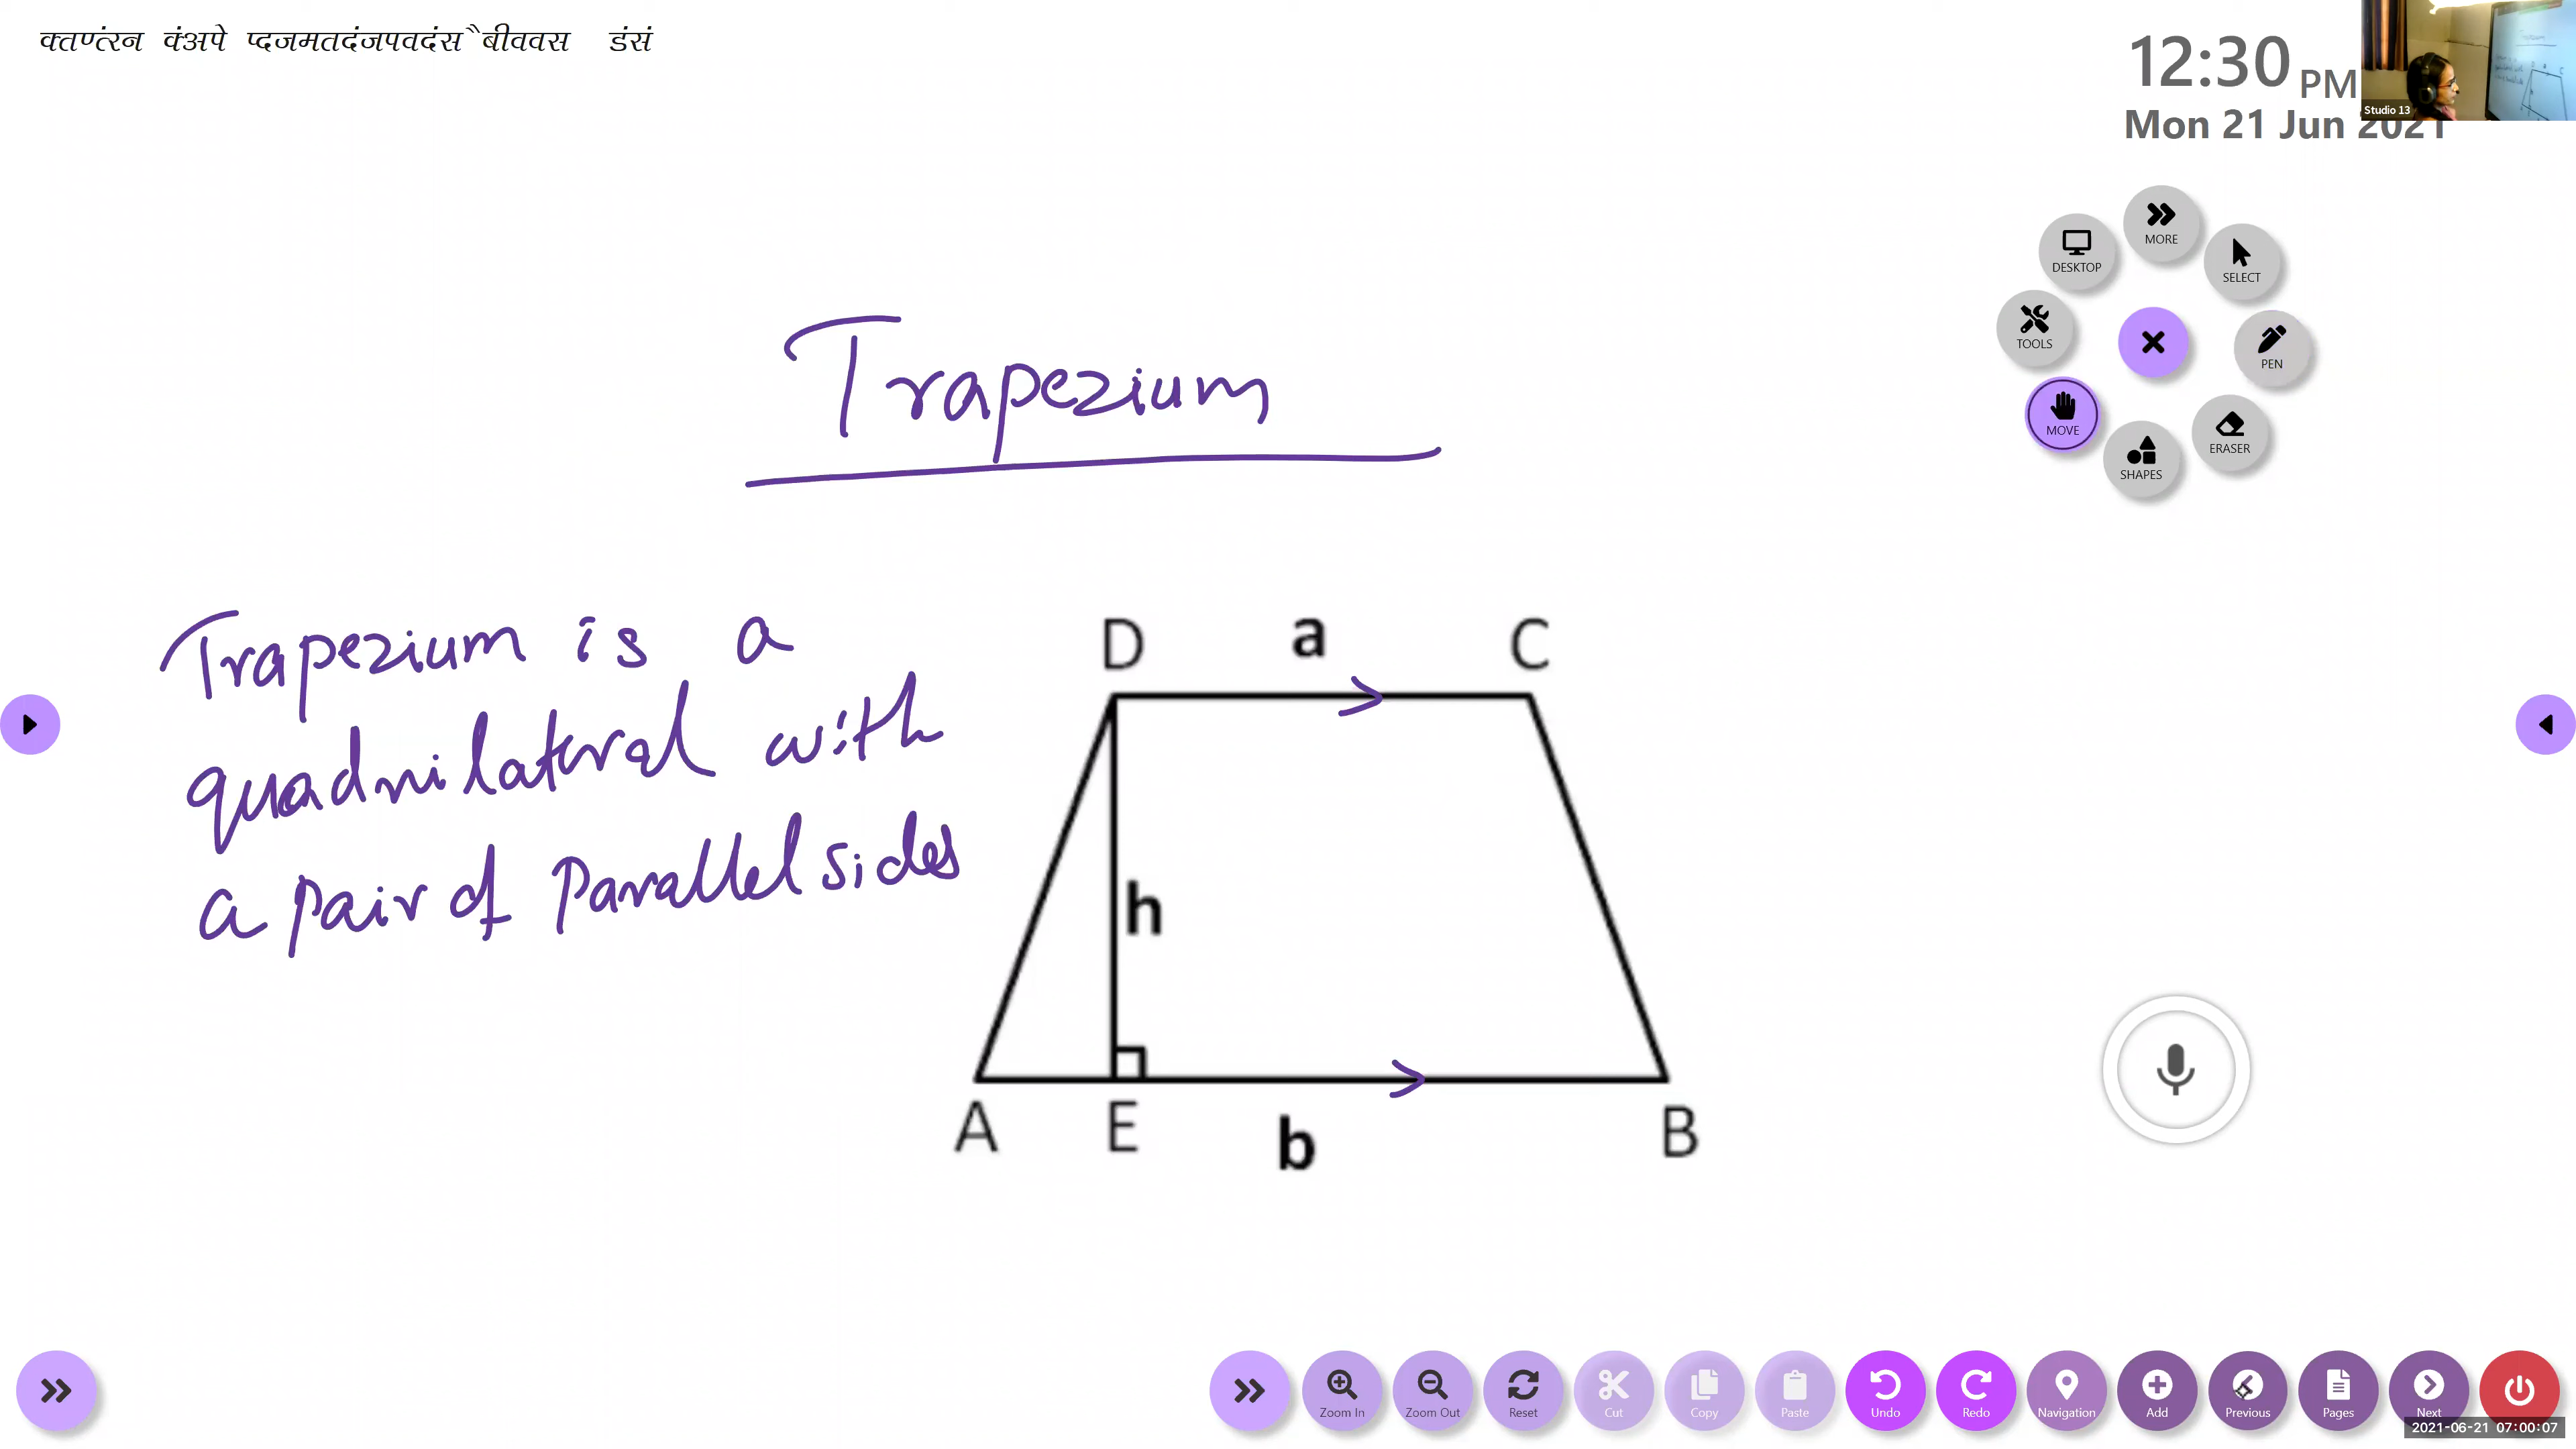 क्तण्तंरन कंअपे प्दजमतदंजपवदंस ैबीववस डंसं
12:30 PM
Mon 21 Jun 2021
Studio 13
MORE
DESKTOP
SELECT
TOOLS
PEN
MOVE
ERASER
SHAPES
Trapezium
Trapezium is a
quadrilateral with
a pair of parallel sides
D a C
h
A E b B
Zoom In Zoom Out Reset Cut Copy Paste Undo Redo Navigation Add Previous Pages Next
2021-06-21 07:00:07